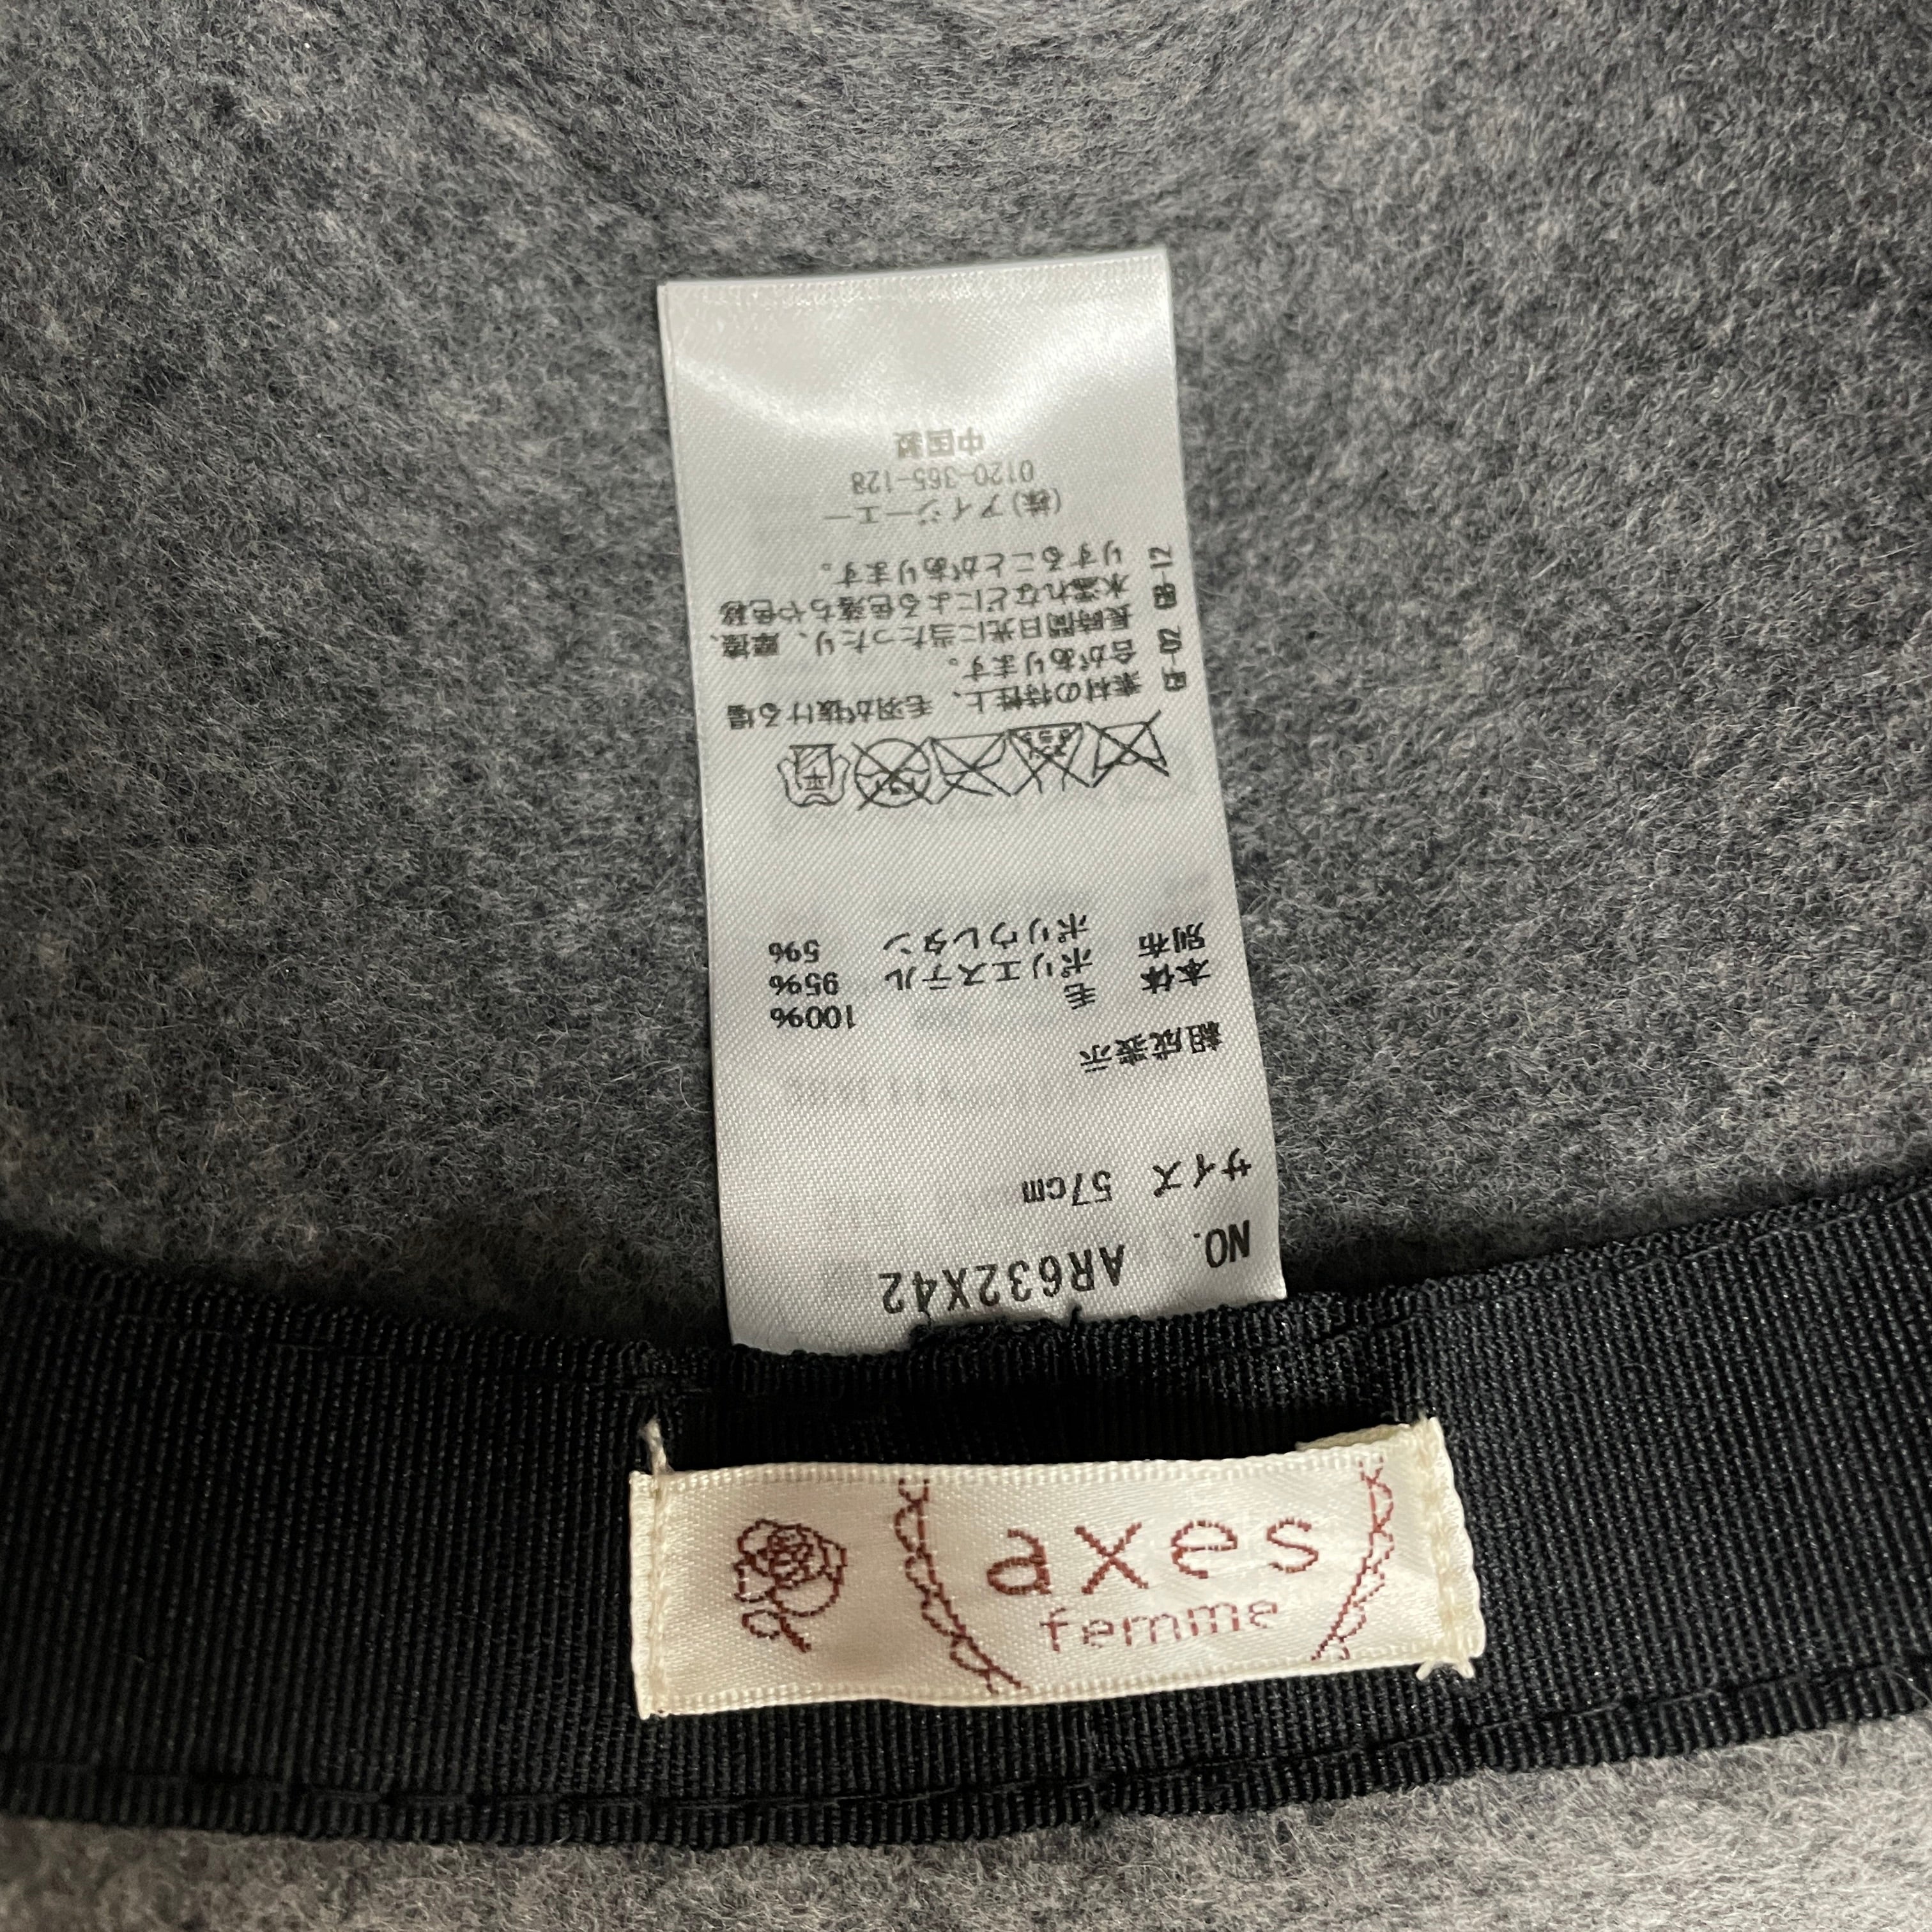 NO. AR632X42
サイズ 57cm
組成表示
本体 毛 100%
別布 ポリエステル 95%
ポリウレタン 5%
素材の特性上、毛羽が抜ける場
合があります。
長時間日光に当たったり、摩擦、
水濡れなどによる色落ちや色移
りすることがあります。
(株)アイジーエー
0120-365-128
中国製
axes
femme